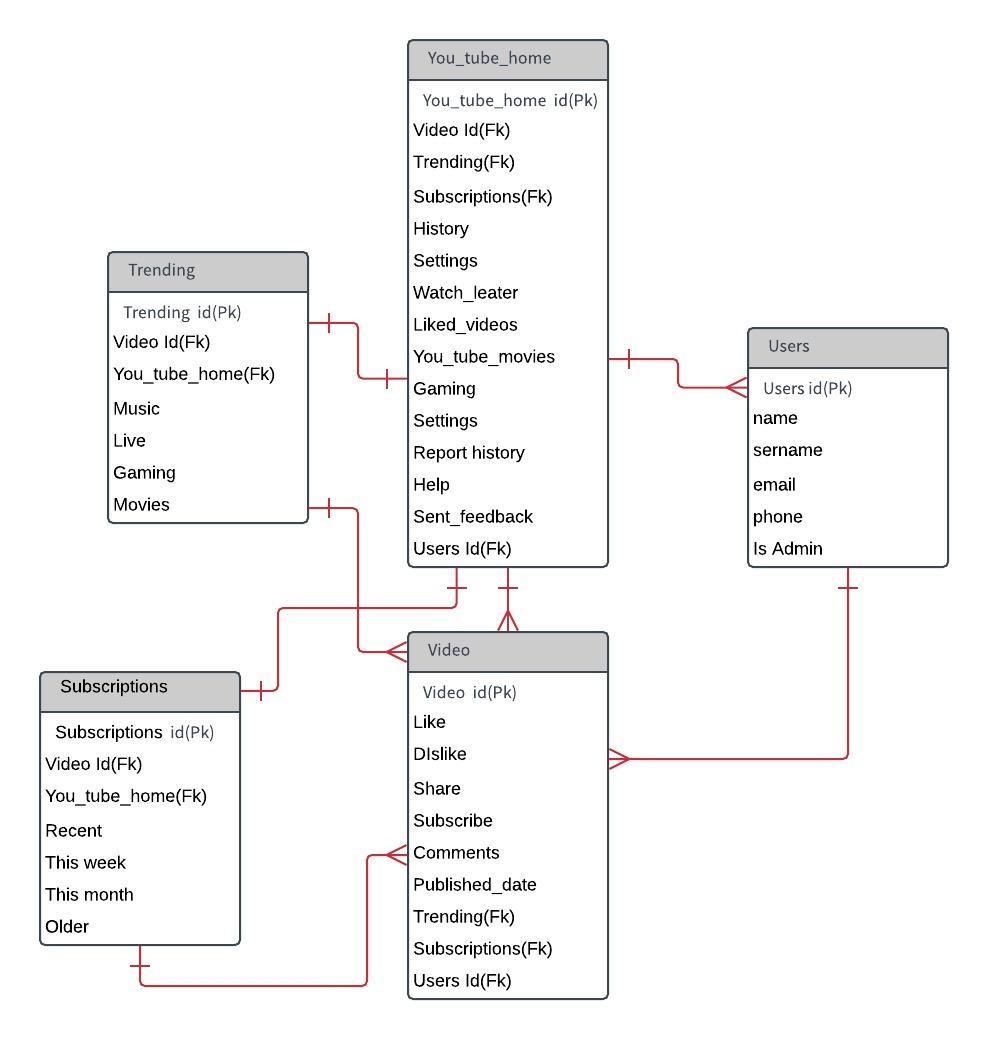 You_tube_home
You_tube_home id(Pk)
Video Id(Fk)
Trending(Fk)
Subscriptions(Fk)
History
Settings
Watch_leater
Liked_videos
You_tube_movies
Gaming
Settings
Report history
Help
Sent_feedback
Users Id(Fk)
Trending
Trending id(Pk)
Video Id(Fk)
You_tube_home(Fk)
Music
Live
Gaming
Movies
Users
Users id(Pk)
name
sername
email
phone
Is Admin
Subscriptions
Subscriptions id(Pk)
Video Id(Fk)
You_tube_home(Fk)
Recent
This week
This month
Older
Video
Video id(Pk)
Like
DIslike
Share
Subscribe
Comments
Published_date
Trending(Fk)
Subscriptions(Fk)
Users Id(Fk)